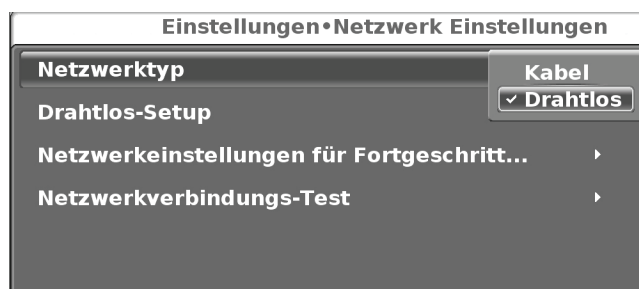 Einstellungen•Netzwerk Einstellungen
Netzwerktyp
Kabel
✓ Drahtlos
Drahtlos-Setup
Netzwerkeinstellungen für Fortgeschritt...
Netzwerkverbindungs-Test